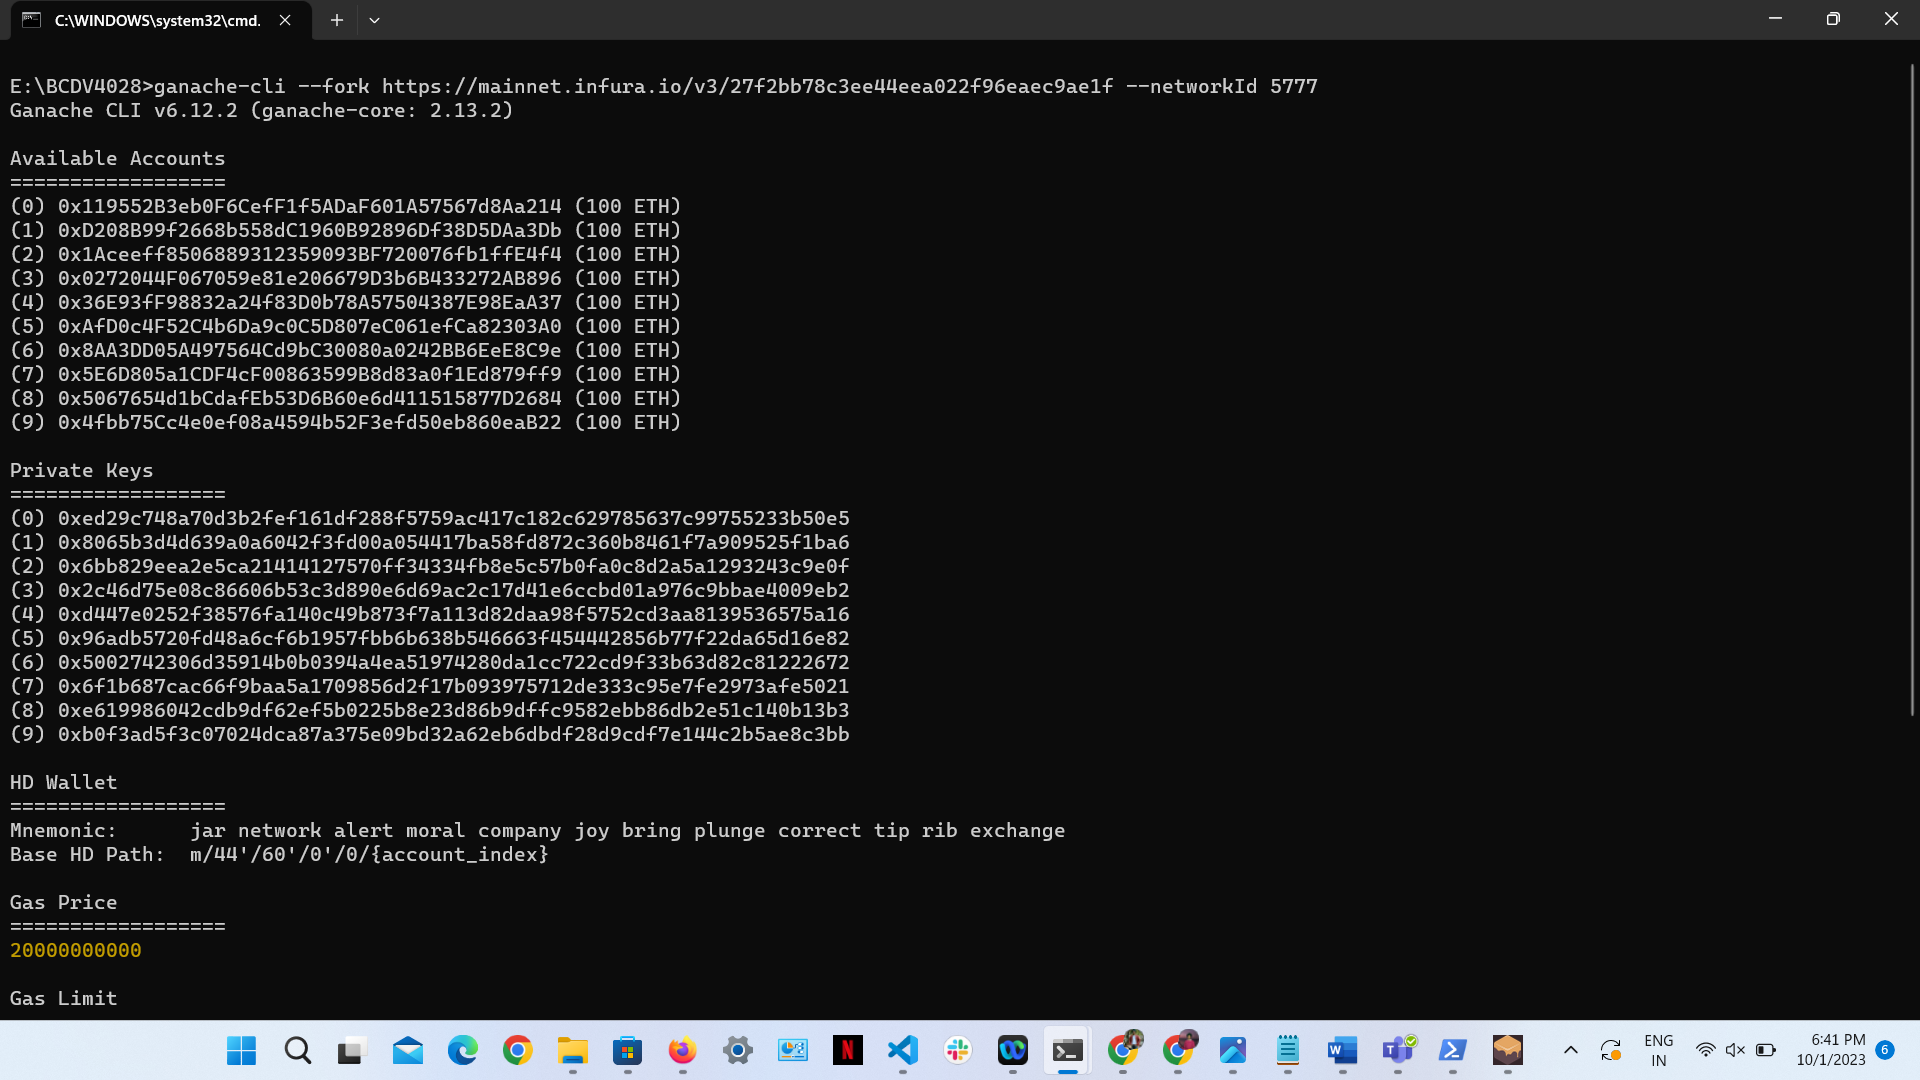 C:\WINDOWS\system32\cmd.
E:\BCDV4028>ganache-cli --fork https://mainnet.infura.io/v3/27f2bb78c3ee44eea022f96eaec9ae1f --networkId 5777
Ganache CLI v6.12.2 (ganache-core: 2.13.2)
Available Accounts
==================
(0) 0x119552B3eb0F6CefF1f5ADaF601A57567d8Aa214 (100 ETH)
(1) 0xD208B99f2668b558dC1960B92896Df38D5DAa3Db (100 ETH)
(2) 0x1Aceeff8506889312359093BF720076fb1ffE4f4 (100 ETH)
(3) 0x0272044F067059e81e206679D3b6B433272AB896 (100 ETH)
(4) 0x36E93fF98832a24f83D0b78A57504387E98EaA37 (100 ETH)
(5) 0xAfD0c4F52C4b6Da9c0C5D807eC061efCa82303A0 (100 ETH)
(6) 0x8AA3DD05A497564Cd9bC30080a0242BB6EeE8C9e (100 ETH)
(7) 0x5E6D805a1CDF4cF00863599B8d83a0f1Ed879ff9 (100 ETH)
(8) 0x5067654d1bCdafEb53D6B60e6d411515877D2684 (100 ETH)
(9) 0x4fbb75Cc4e0ef08a4594b52F3efd50eb860eaB22 (100 ETH)
Private Keys
==================
(0) 0xed29c748a70d3b2fef161df288f5759ac417c182c629785637c99755233b50e5
(1) 0x8065b3d4d639a0a6042f3fd00a054417ba58fd872c360b8461f7a909525f1ba6
(2) 0x6bb829eea2e5ca21414127570ff34334fb8e5c57b0fa0c8d2a5a1293243c9e0f
(3) 0x2c46d75e08c86606b53c3d890e6d69ac2c17d41e6ccbd01a976c9bbae4009eb2
(4) 0xd447e0252f38576fa140c49b873f7a113d82daa98f5752cd3aa8139536575a16
(5) 0x96adb5720fd48a6cf6b1957fbb6b638b546663f454442856b77f22da65d16e82
(6) 0x5002742306d35914b0b0394a4ea51974280da1cc722cd9f33b63d82c81222672
(7) 0x6f1b687cac66f9baa5a1709856d2f17b093975712de333c95e7fe2973afe5021
(8) 0xe619986042cdb9df62ef5b0225b8e23d86b9dffc9582ebb86db2e51c140b13b3
(9) 0xb0f3ad5f3c07024dca87a375e09bd32a62eb6dbdf28d9cdf7e144c2b5ae8c3bb
HD Wallet
==================
Mnemonic:      jar network alert moral company joy bring plunge correct tip rib exchange
Base HD Path:  m/44'/60'/0'/0/{account_index}
Gas Price
==================
20000000000
Gas Limit
ENG
IN
6:41 PM
10/1/2023
6